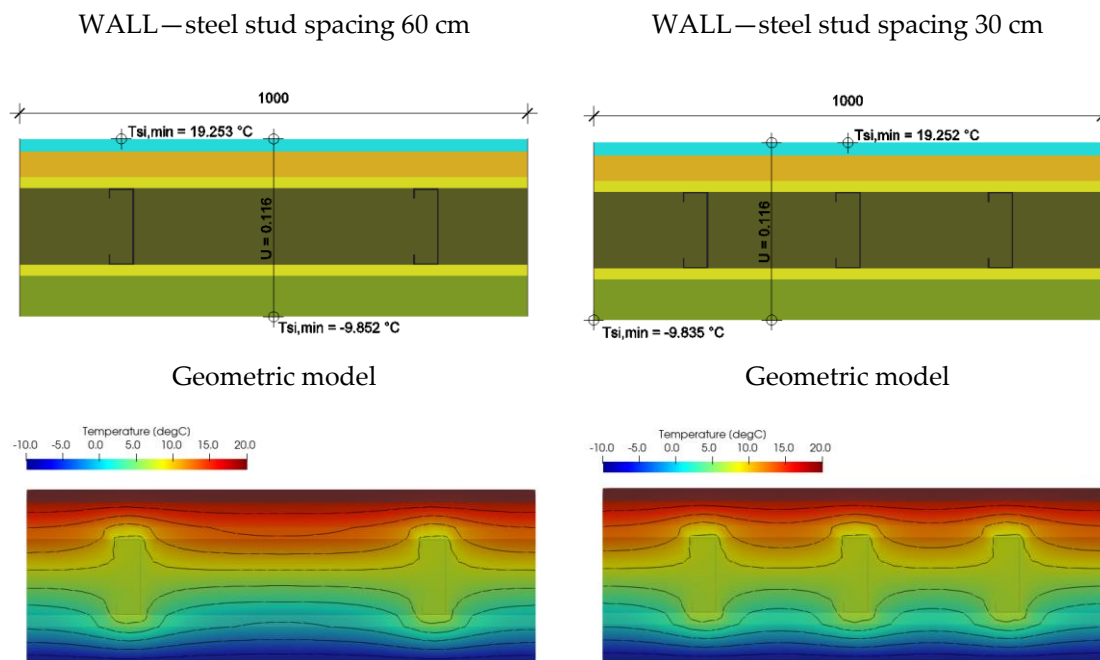 WALL—steel stud spacing 60 cm
WALL—steel stud spacing 30 cm
1000
Tsi,min = 19.253 °C
U = 0.116
Tsi,min = -9.852 °C
1000
Tsi,min = 19.252 °C
U = 0.116
Tsi,min = -9.835 °C
Geometric model
Geometric model
Temperature (degC)
-10.0 -5.0 0.0 5.0 10.0 15.0 20.0
Temperature (degC)
-10.0 -5.0 0.0 5.0 10.0 15.0 20.0